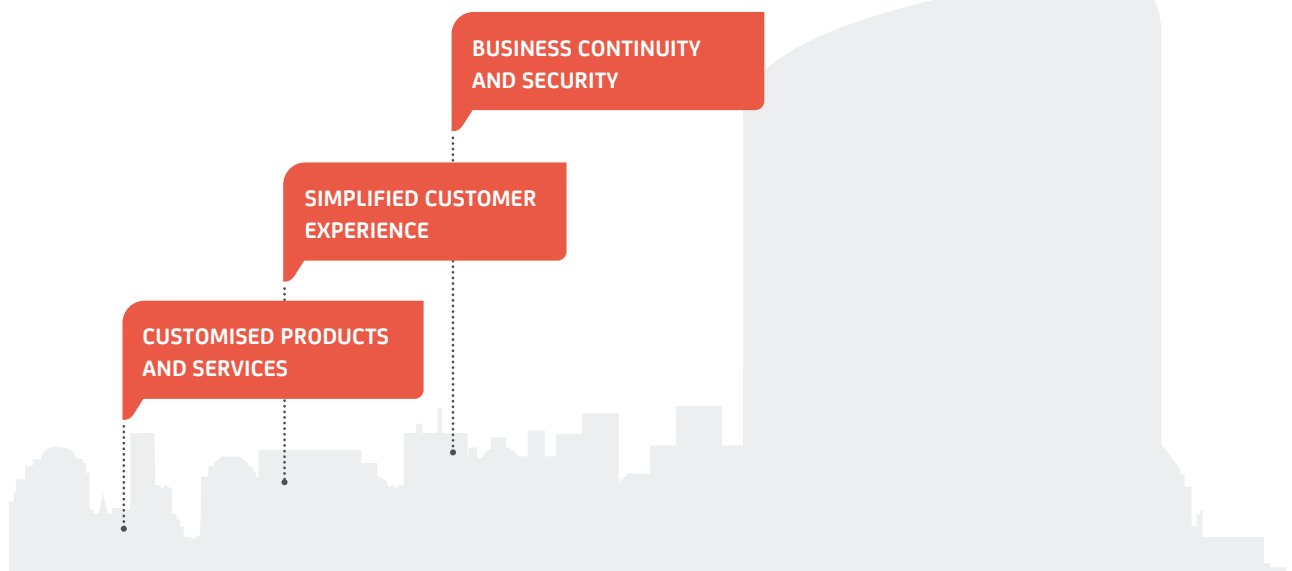 BUSINESS CONTINUITY
AND SECURITY
SIMPLIFIED CUSTOMER
EXPERIENCE
CUSTOMISED PRODUCTS
AND SERVICES